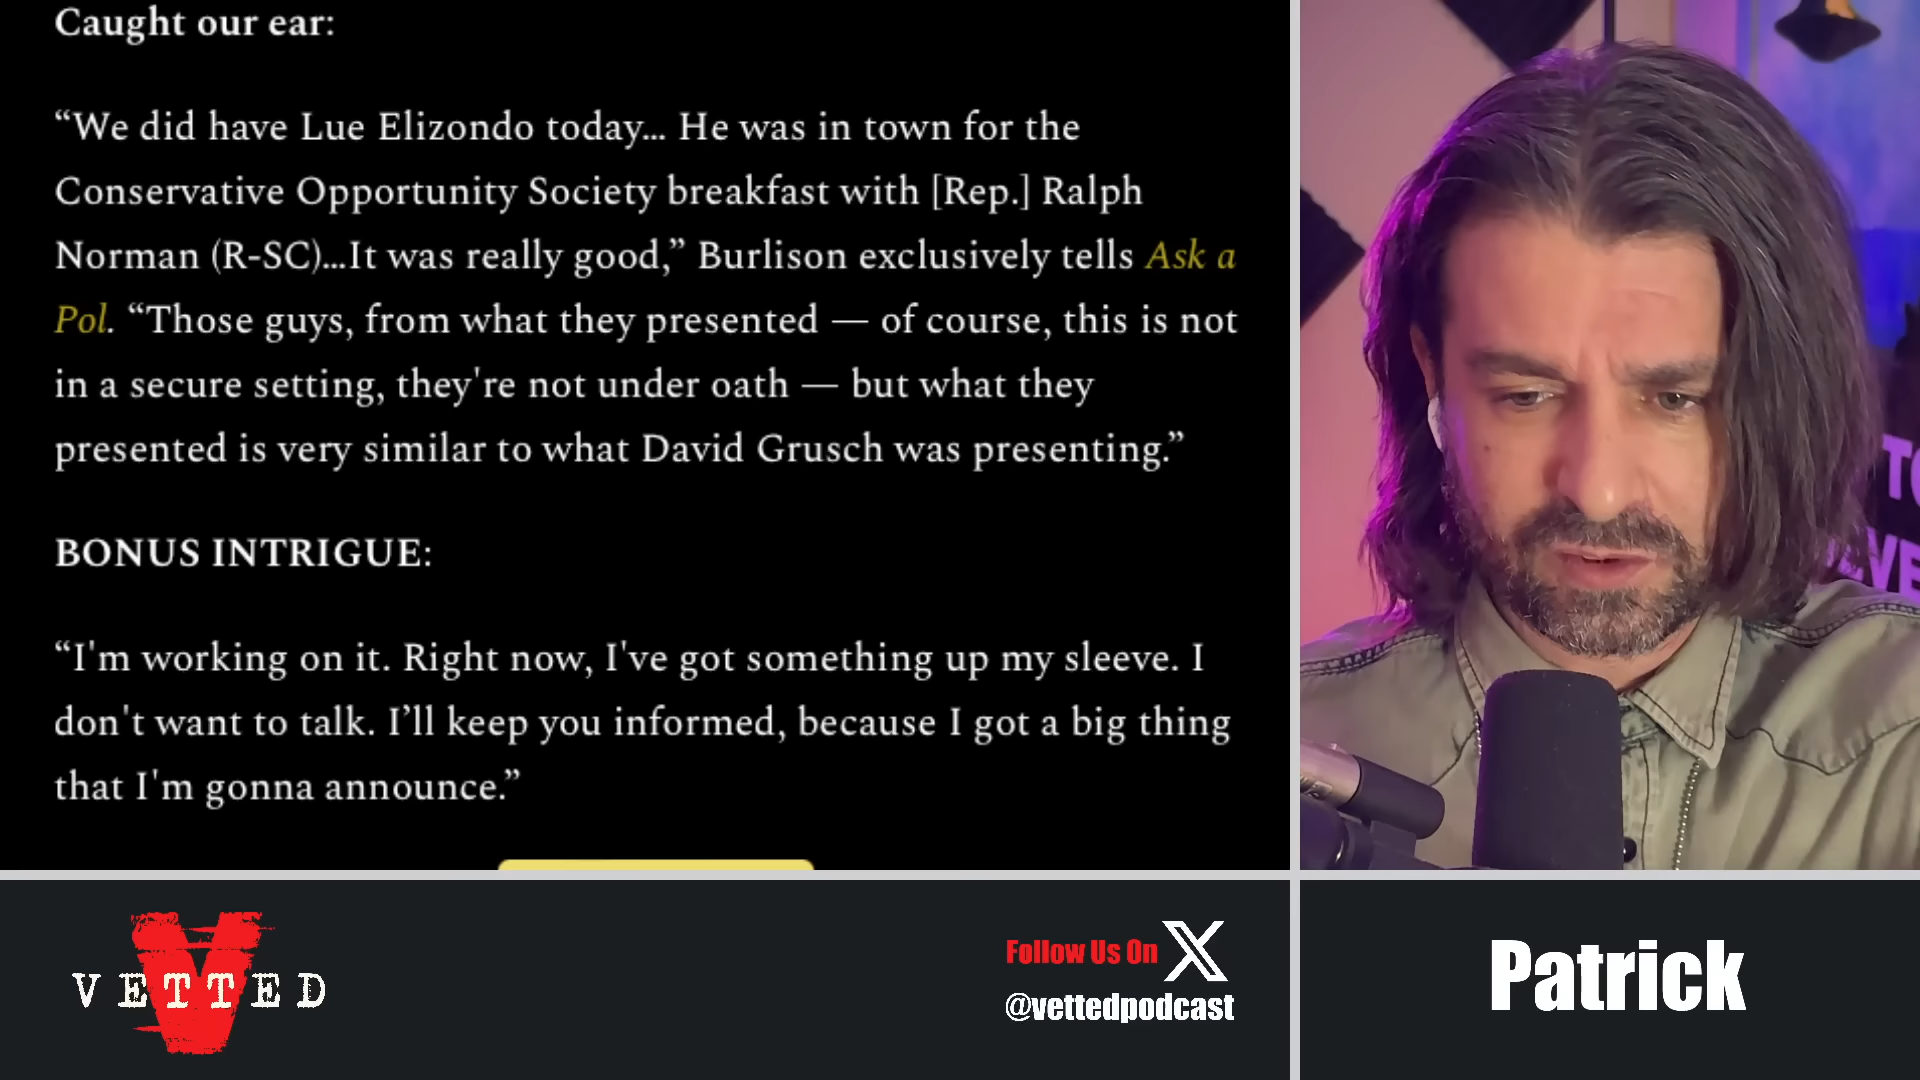 Caught our ear:
“We did have Lue Elizondo today… He was in town for the
Conservative Opportunity Society breakfast with [Rep.] Ralph
Norman (R-SC)…It was really good,” Burlison exclusively tells Ask a
Pol. “Those guys, from what they presented — of course, this is not
in a secure setting, they're not under oath — but what they
presented is very similar to what David Grusch was presenting.”
BONUS INTRIGUE:
“I'm working on it. Right now, I've got something up my sleeve. I
don't want to talk. I’ll keep you informed, because I got a big thing
that I'm gonna announce.”
VETTED
Follow Us On X
@vettedpodcast
Patrick